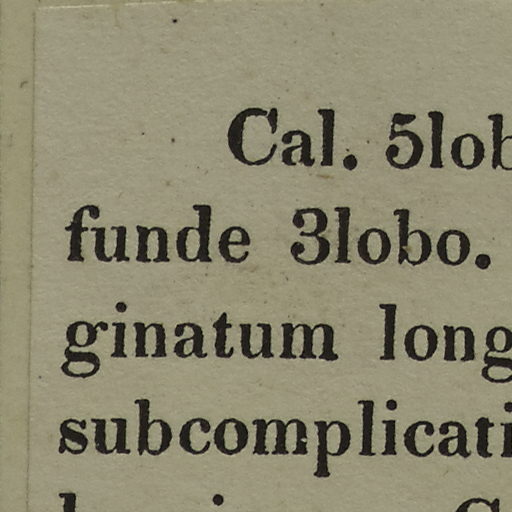 Cal. 5lob
funde 3lobo.
ginatum long
subcomplicati